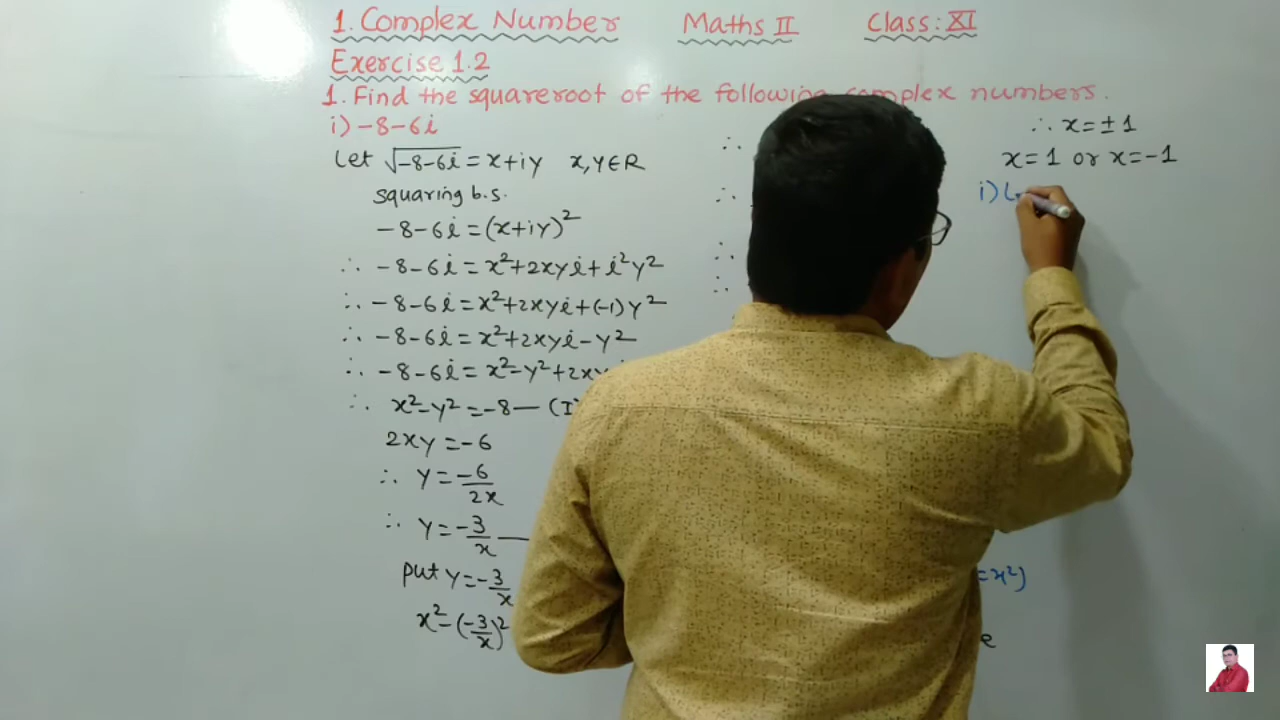 1. Complex Number Maths II Class: XI
Exercise 1.2
1. Find the squareroot of the following complex numbers.
i) -8-6i
Let √-8-6i = x+iy x,y∈R
squaring b.s.
-8-6i = (x+iy)²
∴ -8-6i = x²+2xyi+i²y²
∴ -8-6i = x²+2xyi+(-1)y²
∴ -8-6i = x²+2xyi-y²
∴ -8-6i = x²-y²+2xy
∴ x²-y² = -8 — (I
2xy = -6
∴ y = -6/2x
∴ y = -3/x —
put y = -3/x
x²-(-3/x)²
∴
∴
∴
∴
∴ x = ±1
x = 1 or x = -1
i)
=x²)
e